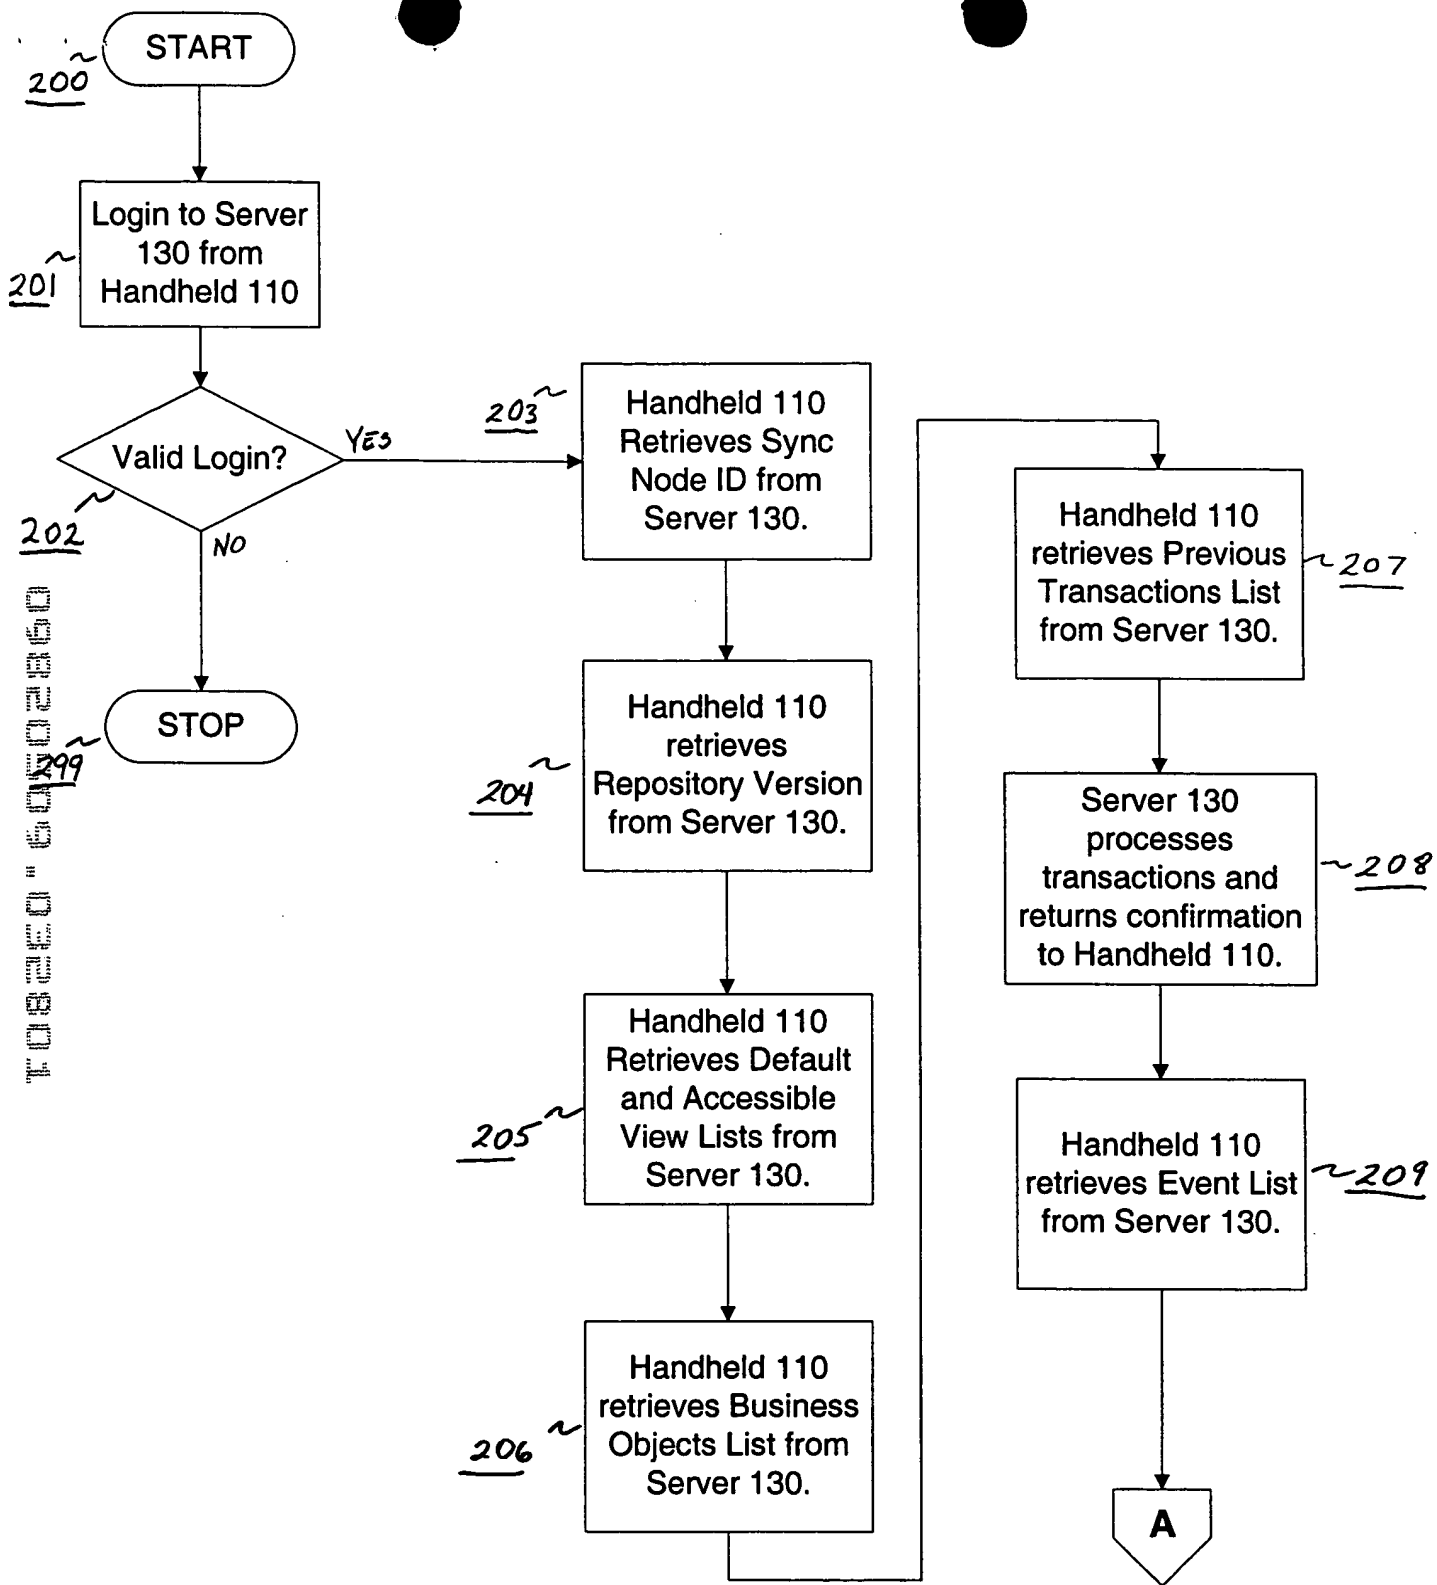 START
200
Login to Server
130 from
Handheld 110
201
Valid Login?
YES
202
NO
STOP
299
203
Handheld 110
Retrieves Sync
Node ID from
Server 130.
204
Handheld 110
retrieves
Repository Version
from Server 130.
205
Handheld 110
Retrieves Default
and Accessible
View Lists from
Server 130.
206
Handheld 110
retrieves Business
Objects List from
Server 130.
Handheld 110
retrieves Previous
Transactions List
from Server 130.
207
Server 130
processes
transactions and
returns confirmation
to Handheld 110.
208
Handheld 110
retrieves Event List
from Server 130.
209
A